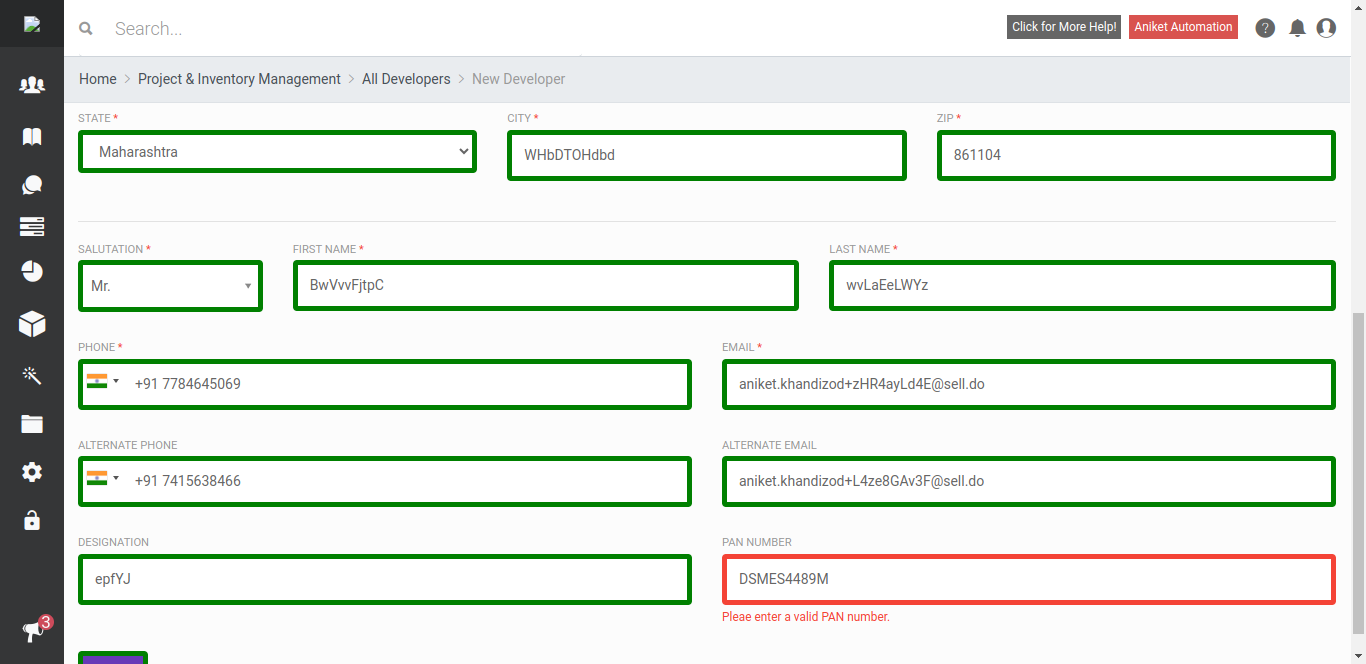 Search...
Click for More Help!
Aniket Automation
?
Home > Project & Inventory Management > All Developers > New Developer
STATE * CITY * ZIP *
Maharashtra WHbDTOHdbd 861104
SALUTATION * FIRST NAME * LAST NAME *
Mr. BwVvvFjtpC wvLaEeLWYz
PHONE * EMAIL *
+91 7784645069 aniket.khandizod+zHR4ayLd4E@sell.do
ALTERNATE PHONE ALTERNATE EMAIL
+91 7415638466 aniket.khandizod+L4ze8GAv3F@sell.do
DESIGNATION PAN NUMBER
epfYJ DSMES4489M
Pleae enter a valid PAN number.
3